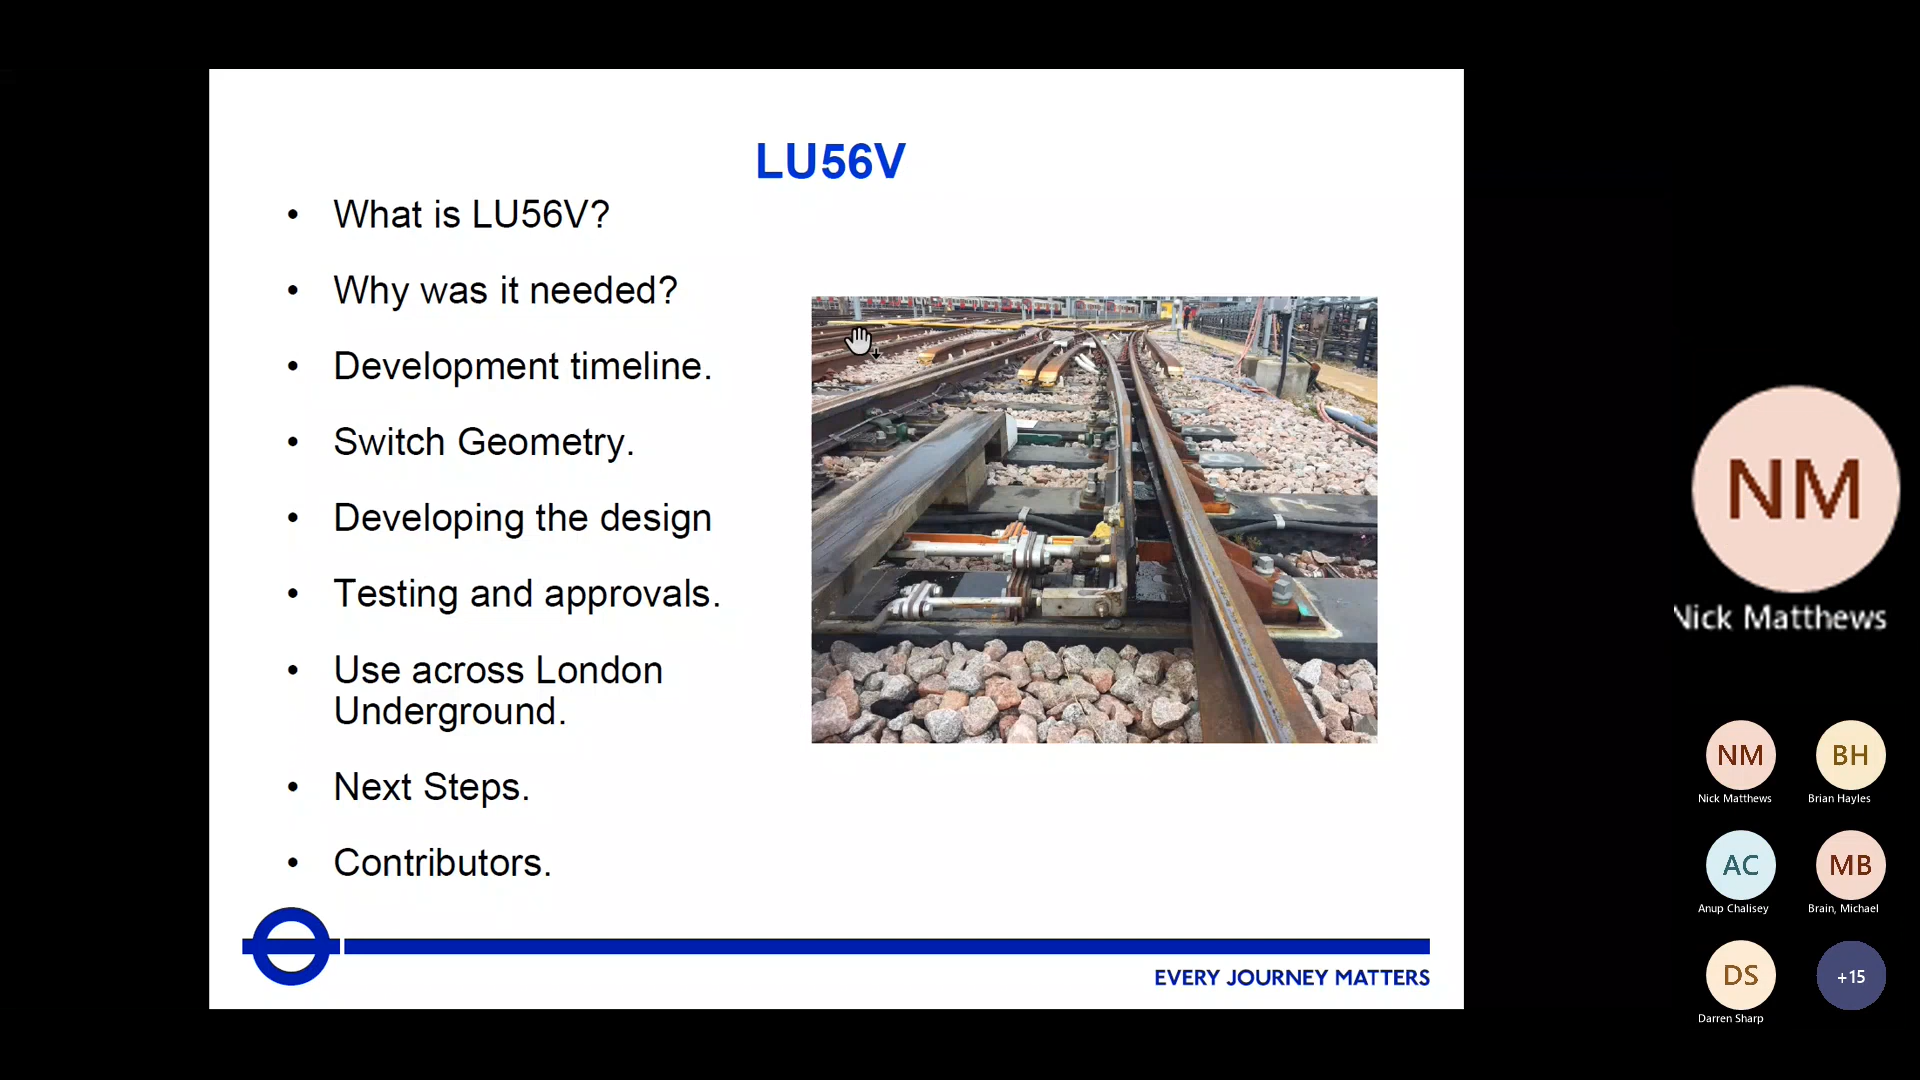 LU56V
• What is LU56V?
• Why was it needed?
• Development timeline.
• Switch Geometry.
• Developing the design
• Testing and approvals.
• Use across London
Underground.
• Next Steps.
• Contributors.
EVERY JOURNEY MATTERS
NM
Nick Matthews
NM
Nick Matthews
BH
Brian Hayles
AC
Anup Chalisey
MB
Brain, Michael
DS
Darren Sharp
+15